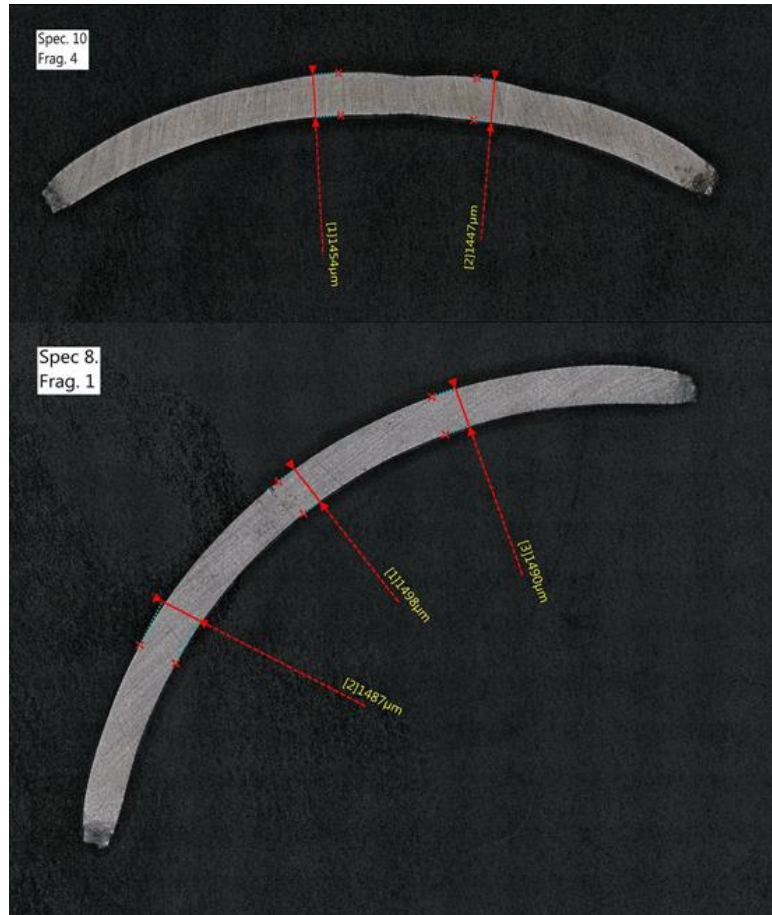 Spec. 10
Frag. 4
[1]1454µm
[2]1447µm
Spec 8.
Frag. 1
[3]1490µm
[1]1498µm
[2]1487µm